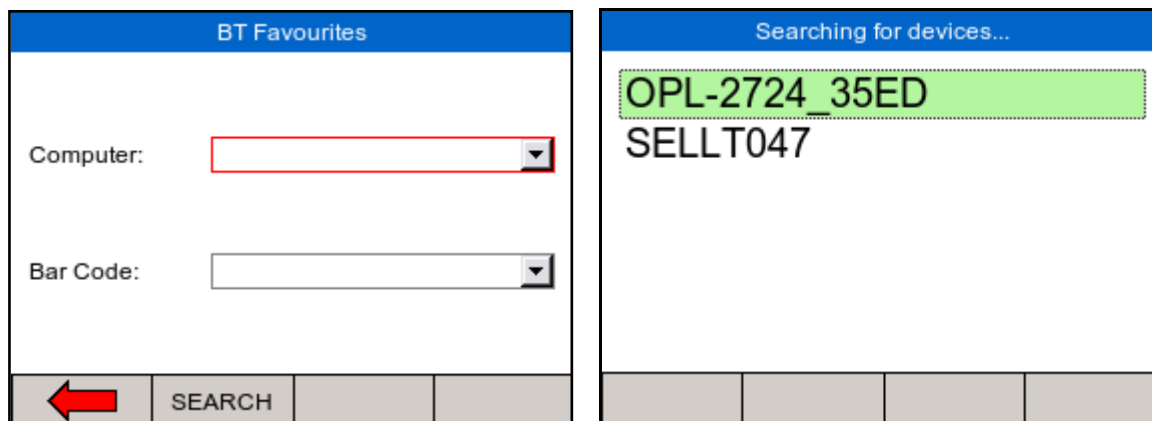 BT Favourites
Computer:
Bar Code:
SEARCH
Searching for devices...
OPL-2724_35ED
SELLT047